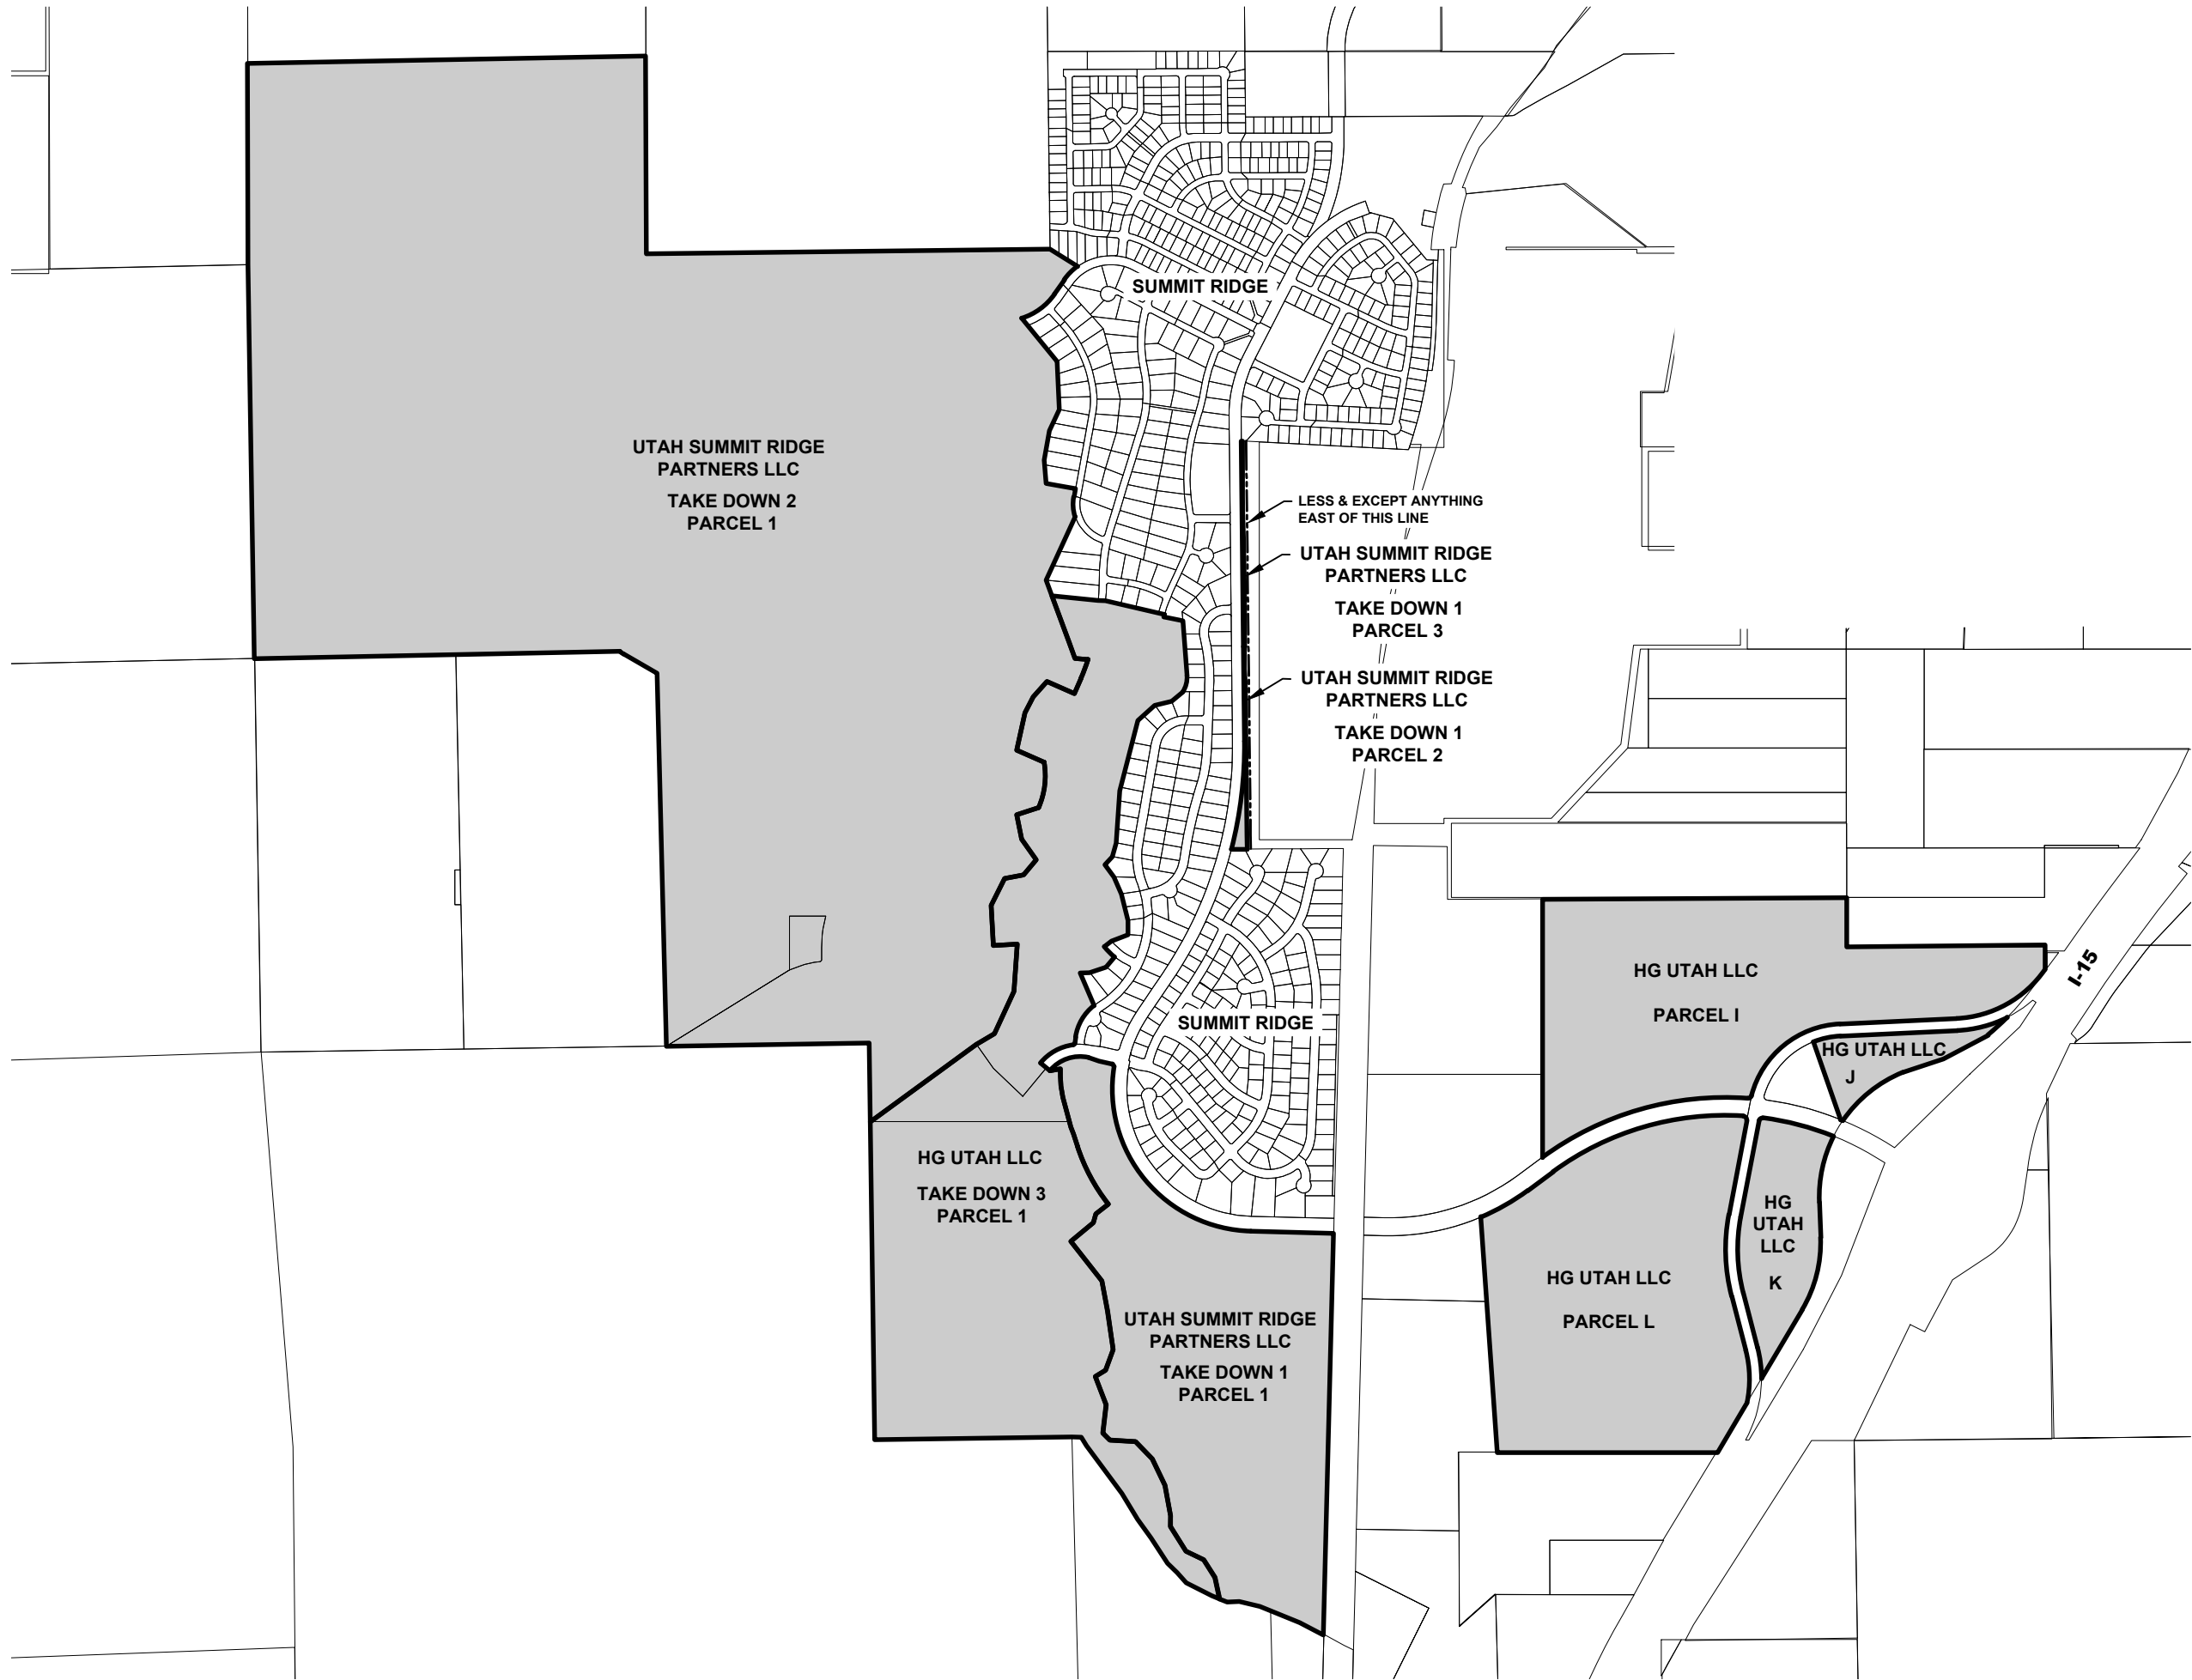 SUMMIT RIDGE
UTAH SUMMIT RIDGE
PARTNERS LLC
TAKE DOWN 2
PARCEL 1
LESS & EXCEPT ANYTHING
EAST OF THIS LINE
UTAH SUMMIT RIDGE
PARTNERS LLC
TAKE DOWN 1
PARCEL 3
UTAH SUMMIT RIDGE
PARTNERS LLC
TAKE DOWN 1
PARCEL 2
HG UTAH LLC
PARCEL I
I-15
SUMMIT RIDGE
HG UTAH LLC
J
HG UTAH LLC
TAKE DOWN 3
PARCEL 1
HG
UTAH
LLC
K
HG UTAH LLC
PARCEL L
UTAH SUMMIT RIDGE
PARTNERS LLC
TAKE DOWN 1
PARCEL 1